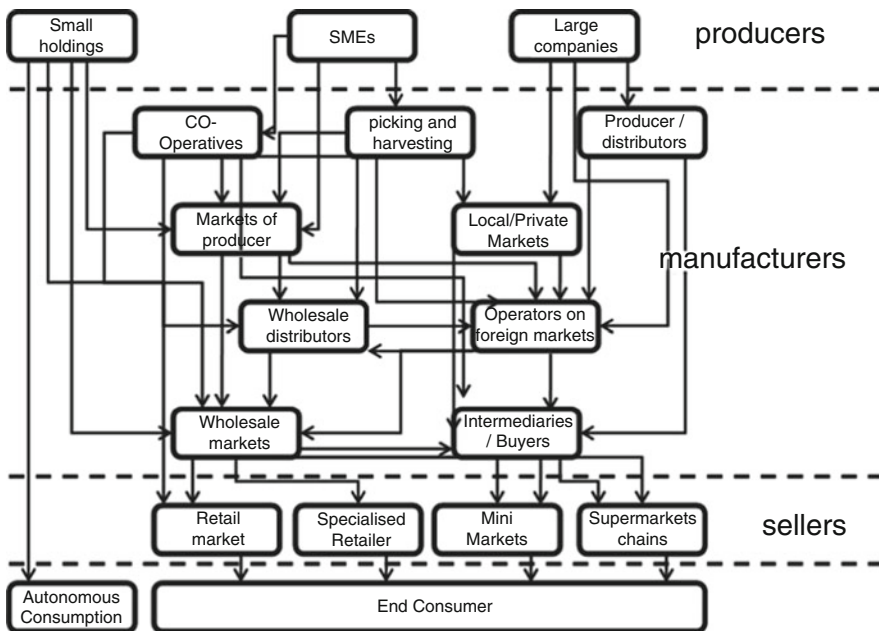 Small
holdings
SMEs
Large
companies
producers
CO-
Operatives
picking and
harvesting
Producer /
distributors
Markets of
producer
Local/Private
Markets
manufacturers
Wholesale
distributors
Operators on
foreign markets
Wholesale
markets
Intermediaries
/ Buyers
Retail
market
Specialised
Retailer
Mini
Markets
Supermarkets
chains
sellers
Autonomous
Consumption
End Consumer